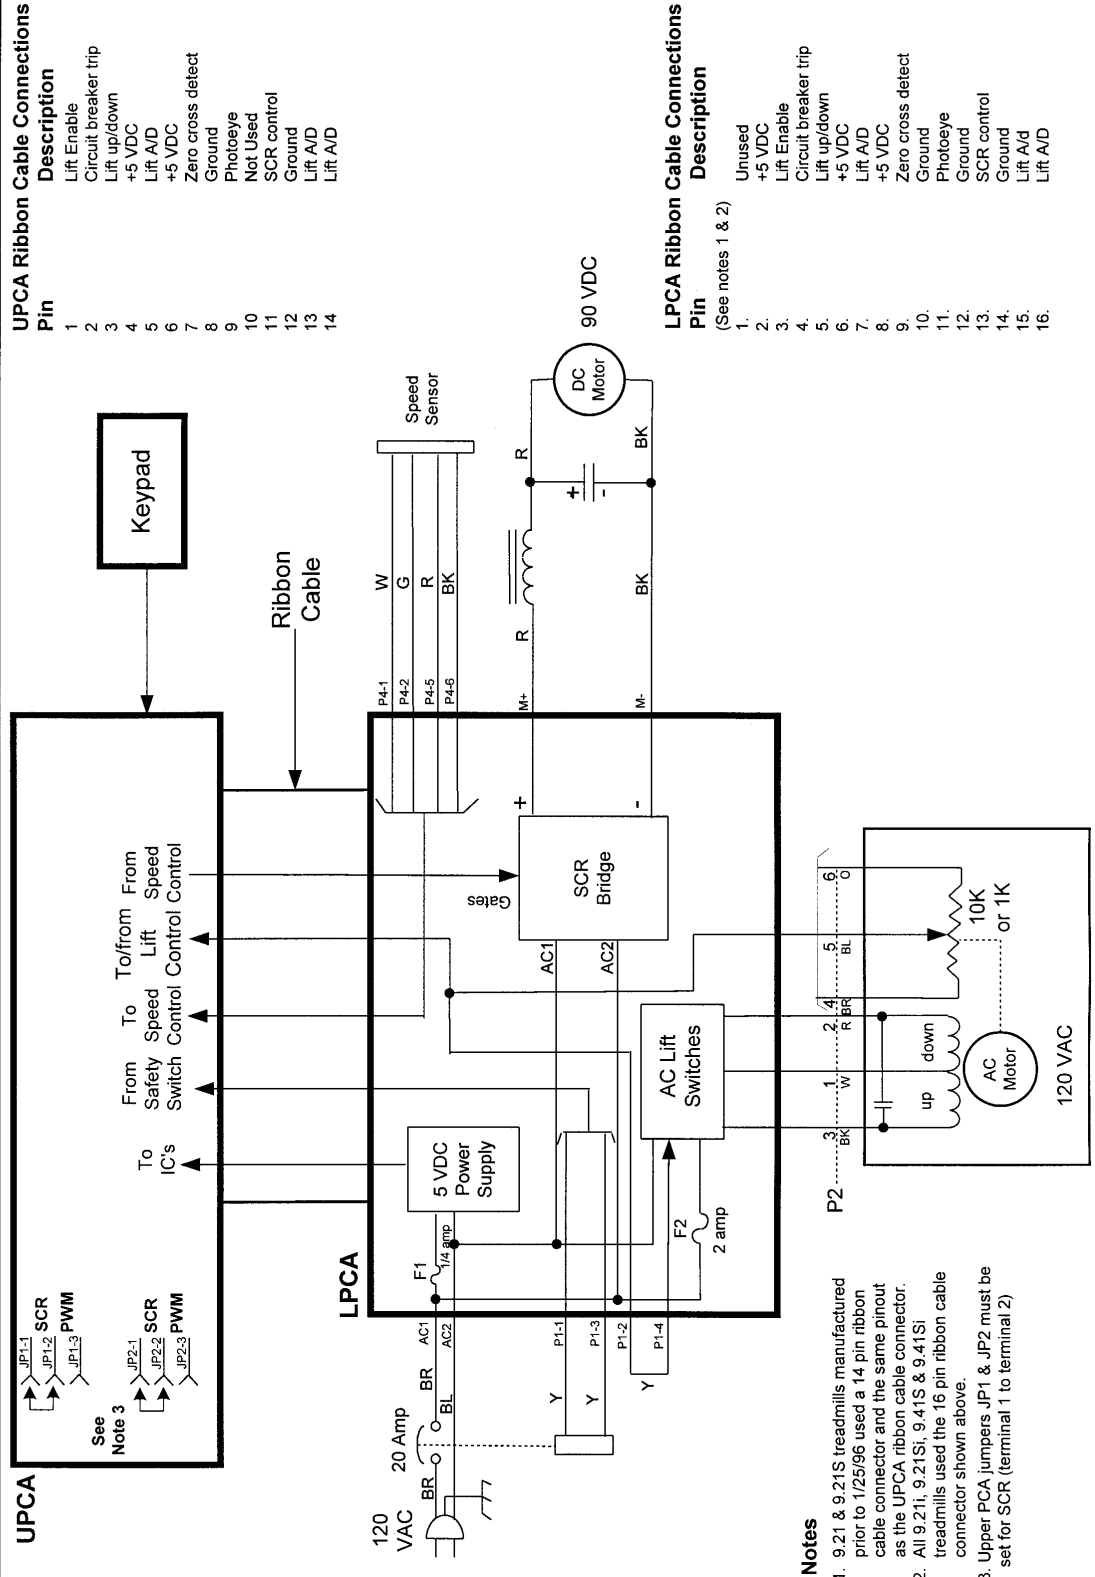 UPCA Ribbon Cable Connections
Pin Description
1 Lift Enable
2 Circuit breaker trip
3 Lift up/down
4 +5 VDC
5 Lift A/D
6 +5 VDC
7 Zero cross detect
8 Ground
9 Photoeye
10 Not Used
11 SCR control
12 Ground
13 Lift A/D
14 Lift A/D
LPCA Ribbon Cable Connections
Pin Description
(See notes 1 & 2)
1. Unused
2. +5 VDC
3. Lift Enable
4. Circuit breaker trip
5. Lift up/down
6. +5 VDC
7. Lift A/D
8. +5 VDC
9. Zero cross detect
10. Ground
11. Photoeye
12. Ground
13. SCR control
14. Ground
15. Lift A/d
16. Lift A/D
Keypad
Ribbon
Cable
UPCA
JP1-1
JP1-2 SCR
JP1-3 PWM
JP2-1
JP2-2 SCR
JP2-3 PWM
See
Note 3
To
IC's
From
Safety
Switch
To
Speed
Control
To/from
Lift
Control
From
Speed
Control
LPCA
Speed
Sensor
W
G
R
BK
P4-1
P4-2
P4-5
P4-6
M+
M-
R
R
BK
BK
+
-
DC
Motor
90 VDC
+
-
SCR
Bridge
Gates
AC1
AC2
5 VDC
Power
Supply
F1
1/4 amp
AC Lift
Switches
F2
2 amp
AC1
AC2
P1-1
P1-3
P1-2
P1-4
BR
BL
BR
Y
Y
Y
20 Amp
120
VAC
P2
3
BK
1
W
2
R
4
BR
5
BL
6
O
up
down
AC
Motor
10K
or 1K
120 VAC
Notes
1. 9.21 & 9.21S treadmills manufactured
prior to 1/25/96 used a 14 pin ribbon
cable connector and the same pinout
as the UPCA ribbon cable connector.
2. All 9.21i, 9.21Si, 9.41S & 9.41Si
treadmills used the 16 pin ribbon cable
connector shown above.
3. Upper PCA jumpers JP1 & JP2 must be
set for SCR (terminal 1 to terminal 2)